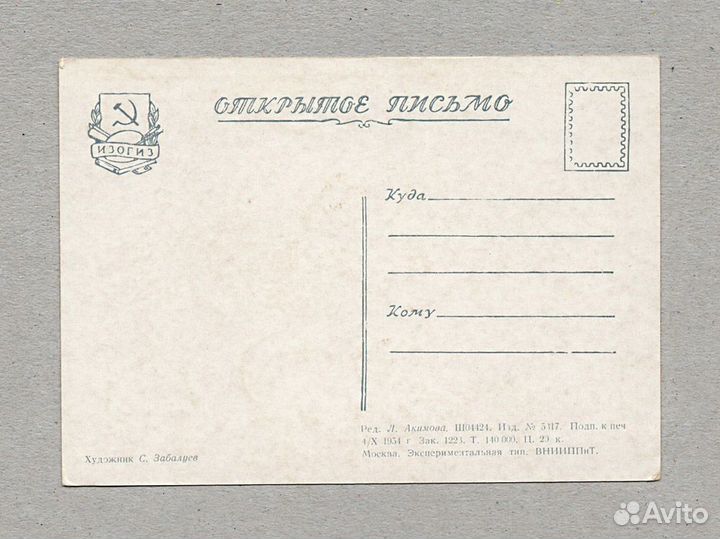 ОТКРЫТОЕ ПИСЬМО
ИЗОГИЗ
Куда
Кому
Ред. Л. Акимова. Ш04424. Изд. № 5117. Подп. к печ
4/X 1954 г Зак. 1223. Т. 140 000. Ц. 20 к.
Москва. Экспериментальная тип. ВНИИППиТ.
Художник С. Забалуев
Avito